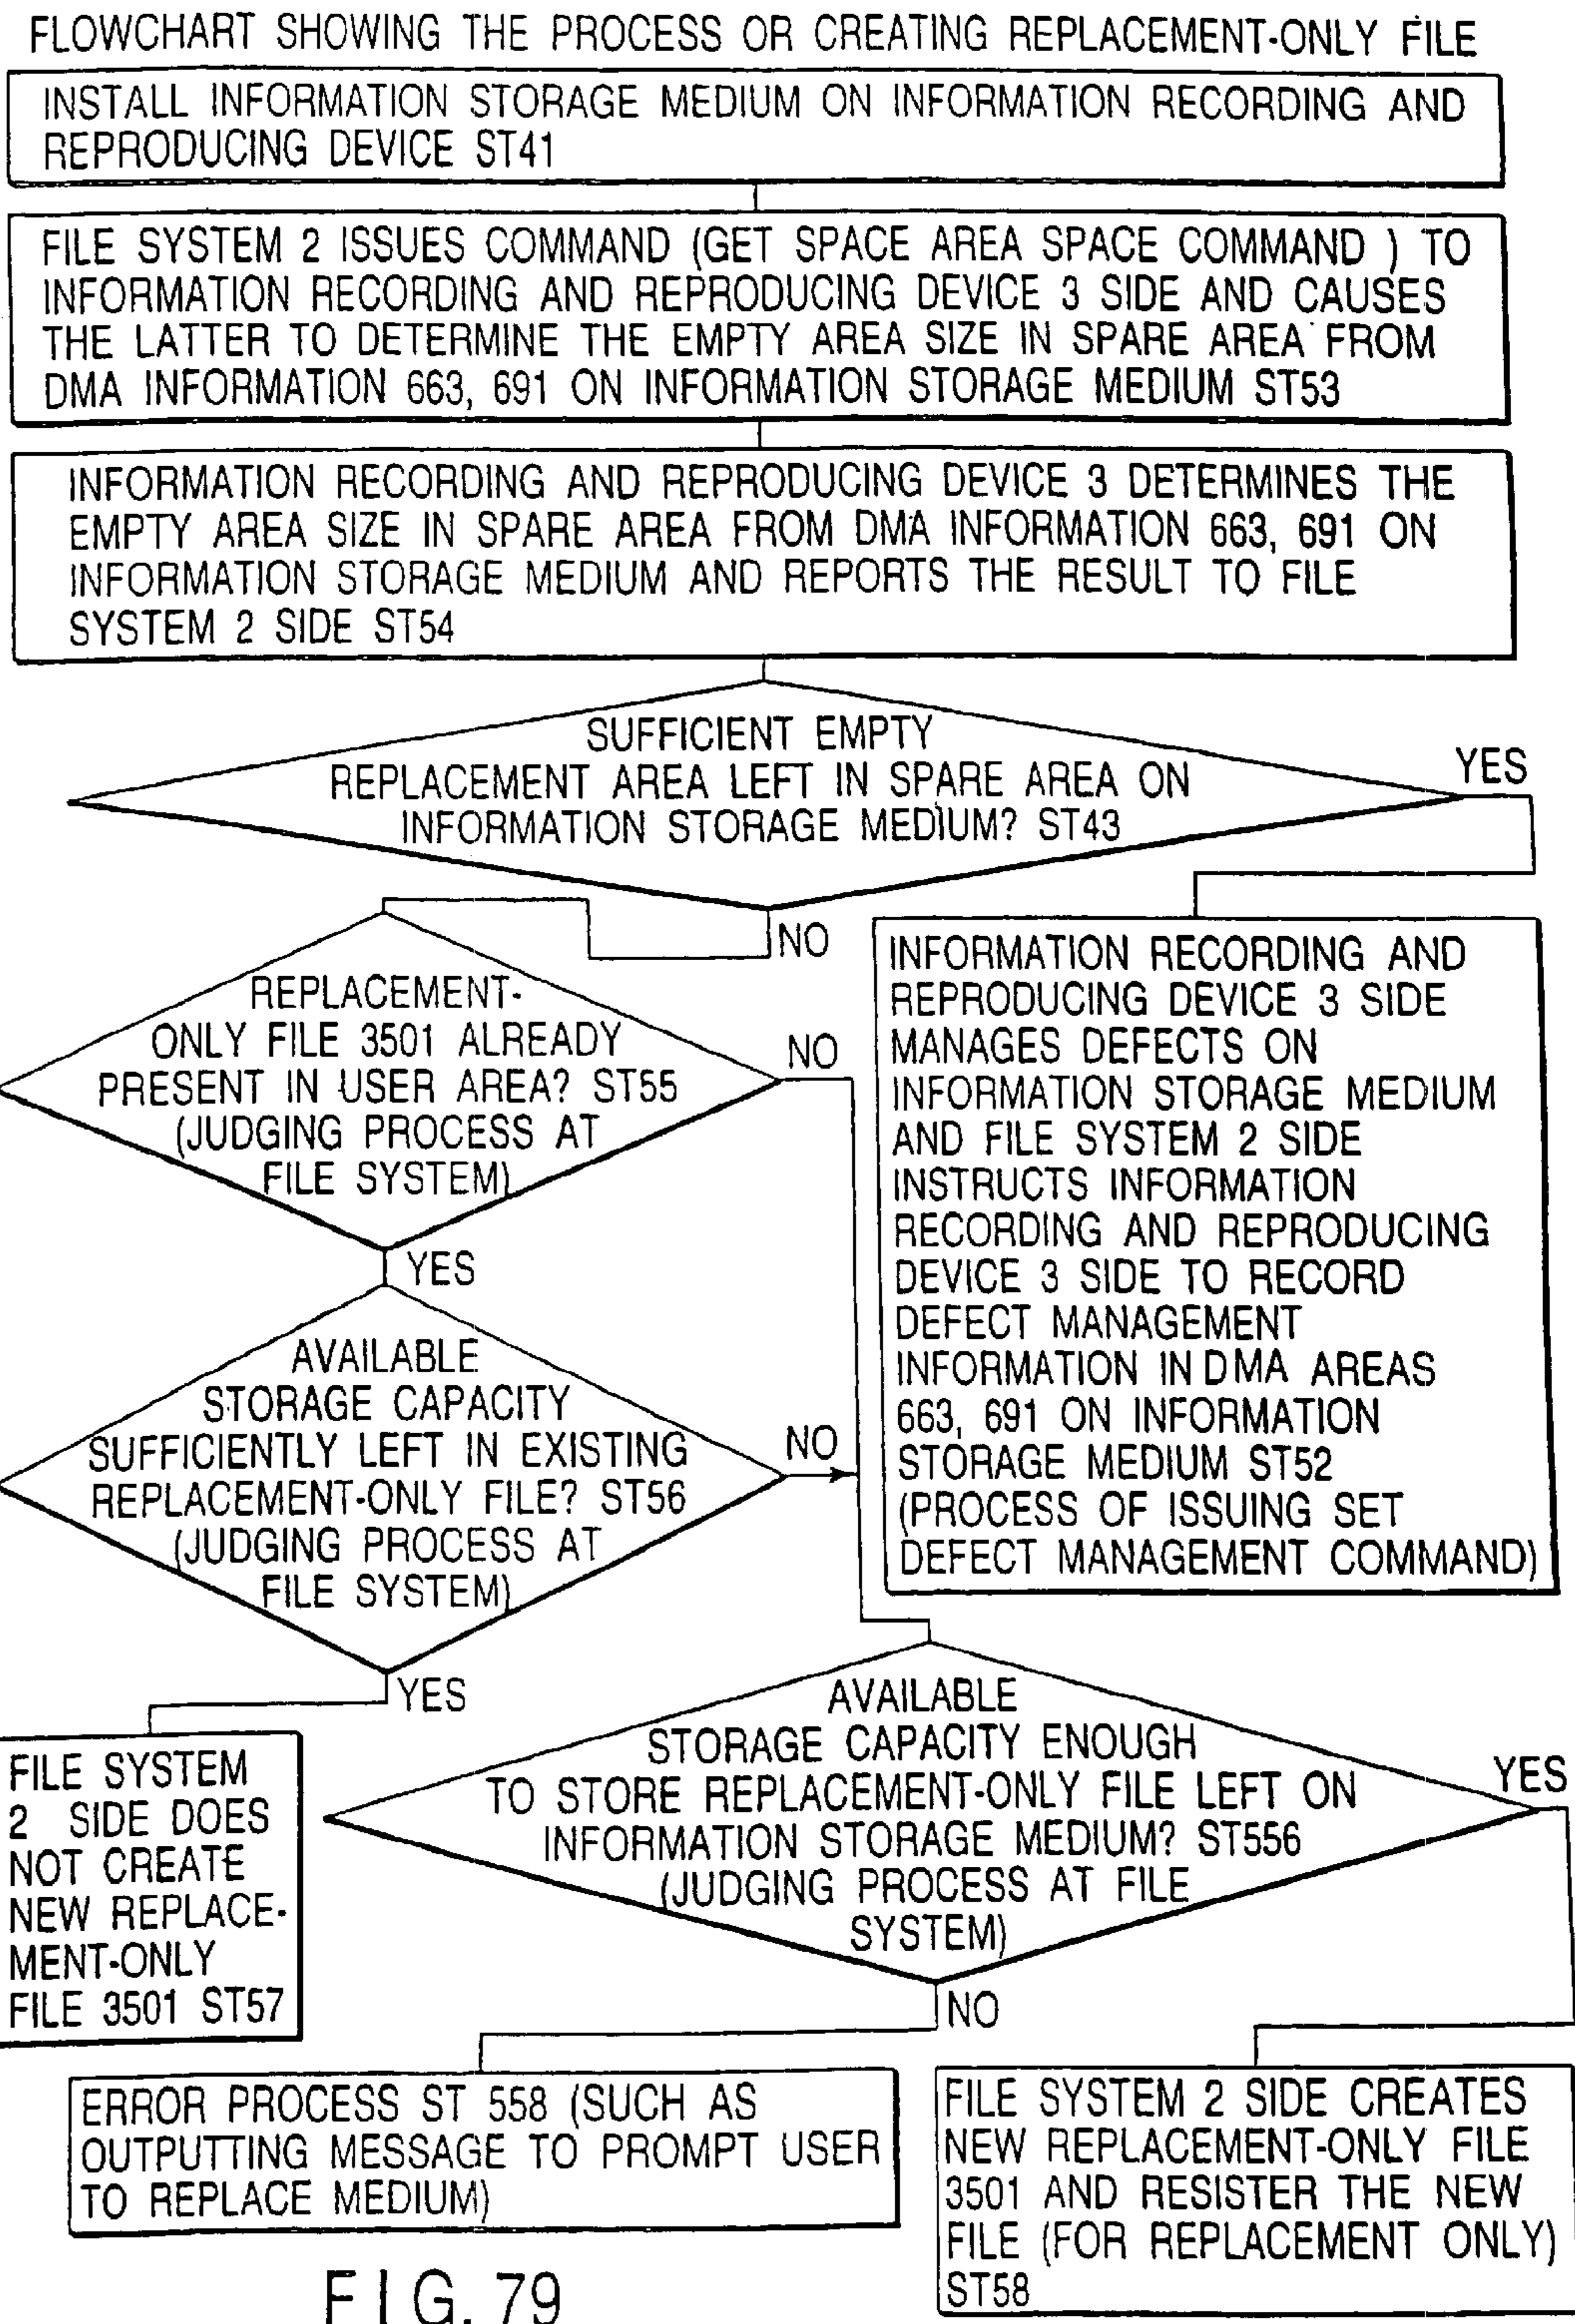 FLOWCHART SHOWING THE PROCESS OR CREATING REPLACEMENT-ONLY FILE
INSTALL INFORMATION STORAGE MEDIUM ON INFORMATION RECORDING AND
REPRODUCING DEVICE ST41
FILE SYSTEM 2 ISSUES COMMAND (GET SPACE AREA SPACE COMMAND ) TO
INFORMATION RECORDING AND REPRODUCING DEVICE 3 SIDE AND CAUSES
THE LATTER TO DETERMINE THE EMPTY AREA SIZE IN SPARE AREA FROM
DMA INFORMATION 663, 691 ON INFORMATION STORAGE MEDIUM ST53
INFORMATION RECORDING AND REPRODUCING DEVICE 3 DETERMINES THE
EMPTY AREA SIZE IN SPARE AREA FROM DMA INFORMATION 663, 691 ON
INFORMATION STORAGE MEDIUM AND REPORTS THE RESULT TO FILE
SYSTEM 2 SIDE ST54
SUFFICIENT EMPTY
REPLACEMENT AREA LEFT IN SPARE AREA ON
INFORMATION STORAGE MEDIUM? ST43
YES
NO
REPLACEMENT-
ONLY FILE 3501 ALREADY
PRESENT IN USER AREA? ST55
(JUDGING PROCESS AT
FILE SYSTEM)
NO
YES
INFORMATION RECORDING AND
REPRODUCING DEVICE 3 SIDE
MANAGES DEFECTS ON
INFORMATION STORAGE MEDIUM
AND FILE SYSTEM 2 SIDE
INSTRUCTS INFORMATION
RECORDING AND REPRODUCING
DEVICE 3 SIDE TO RECORD
DEFECT MANAGEMENT
INFORMATION IN DMA AREAS
663, 691 ON INFORMATION
STORAGE MEDIUM ST52
(PROCESS OF ISSUING SET
DEFECT MANAGEMENT COMMAND)
AVAILABLE
STORAGE CAPACITY
SUFFICIENTLY LEFT IN EXISTING
REPLACEMENT-ONLY FILE? ST56
(JUDGING PROCESS AT
FILE SYSTEM)
NO
YES
FILE SYSTEM
2 SIDE DOES
NOT CREATE
NEW REPLACE-
MENT-ONLY
FILE 3501 ST57
AVAILABLE
STORAGE CAPACITY ENOUGH
TO STORE REPLACEMENT-ONLY FILE LEFT ON
INFORMATION STORAGE MEDIUM? ST556
(JUDGING PROCESS AT FILE
SYSTEM)
YES
NO
ERROR PROCESS ST 558 (SUCH AS
OUTPUTTING MESSAGE TO PROMPT USER
TO REPLACE MEDIUM)
FILE SYSTEM 2 SIDE CREATES
NEW REPLACEMENT-ONLY FILE
3501 AND RESISTER THE NEW
FILE (FOR REPLACEMENT ONLY)
ST58
FIG. 79